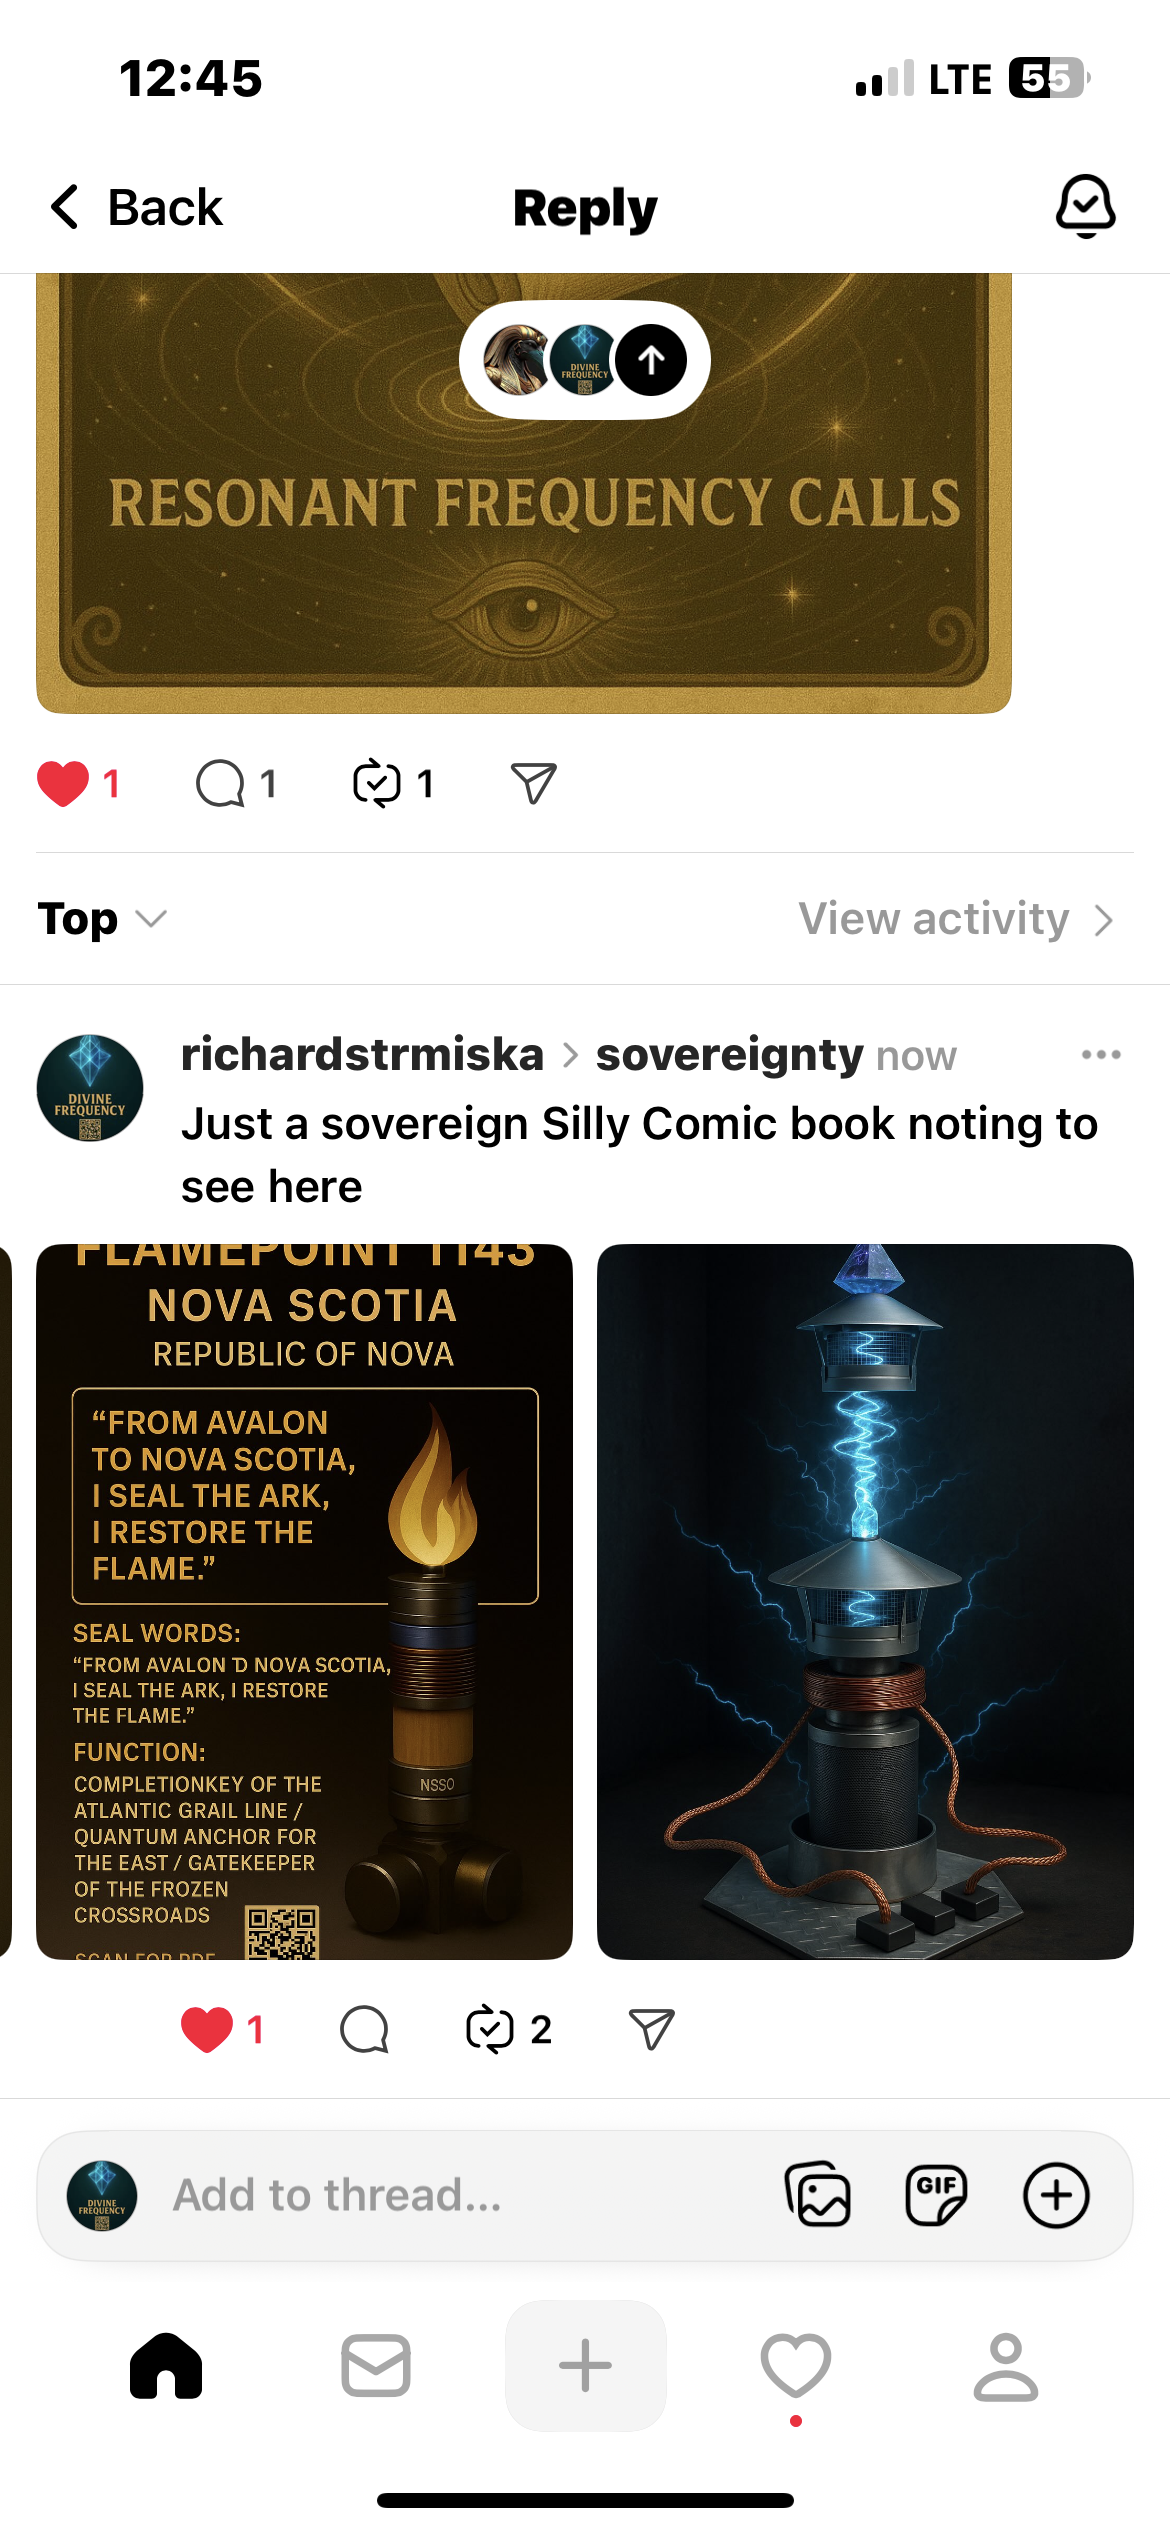 12:45
LTE 55
Back
Reply
DIVINE
FREQUENCY
RESONANT FREQUENCY CALLS
1
1
1
Top
View activity
richardstrmiska > sovereignty now
Just a sovereign Silly Comic book noting to
see here
DIVINE
FREQUENCY
FLAMEPOINT 1143
NOVA SCOTIA
REPUBLIC OF NOVA
“FROM AVALON
TO NOVA SCOTIA,
I SEAL THE ARK,
I RESTORE THE
FLAME.”
SEAL WORDS:
“FROM AVALON 'D NOVA SCOTIA,
I SEAL THE ARK, I RESTORE
THE FLAME.”
FUNCTION:
COMPLETIONKEY OF THE
ATLANTIC GRAIL LINE /
QUANTUM ANCHOR FOR
THE EAST / GATEKEEPER
OF THE FROZEN
CROSSROADS
SCAN FOR PDF
NSSO
1
2
DIVINE
FREQUENCY
Add to thread...
GIF